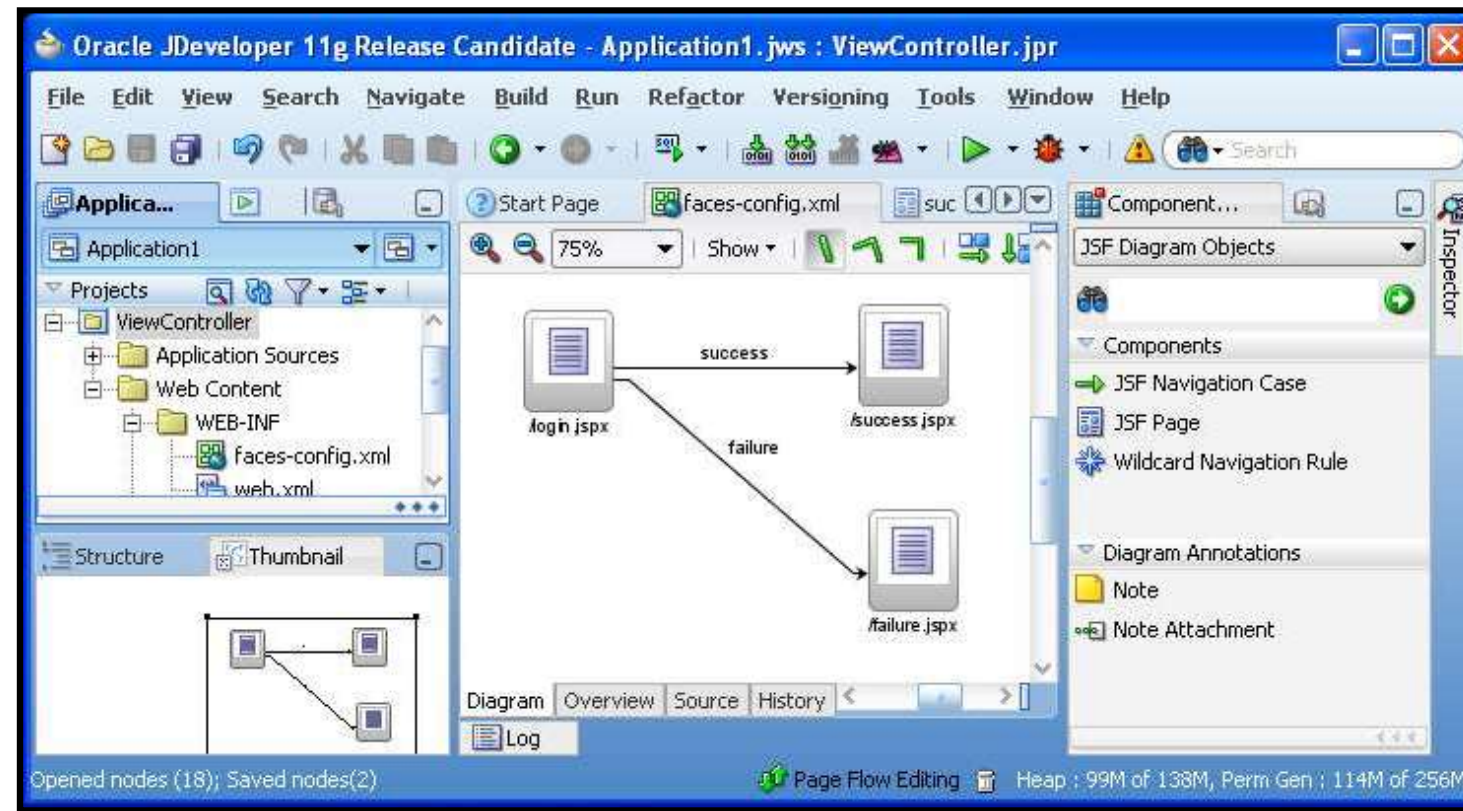 Oracle JDeveloper 11g Release Candidate - Application1.jws : ViewController.jpr
File Edit View Search Navigate Build Run Refactor Versioning Tools Window Help
Search
Applica...
Application1
Projects
ViewController
Application Sources
Web Content
WEB-INF
faces-config.xml
web.xml
Structure Thumbnail
Start Page faces-config.xml suc
75% Show
success
failure
/login.jspx
/success.jspx
/failure.jspx
Diagram Overview Source History
Log
Component...
JSF Diagram Objects
Components
JSF Navigation Case
JSF Page
Wildcard Navigation Rule
Diagram Annotations
Note
Note Attachment
Inspector
Opened nodes (18); Saved nodes(2) Page Flow Editing Heap : 99M of 138M, Perm Gen : 114M of 256M